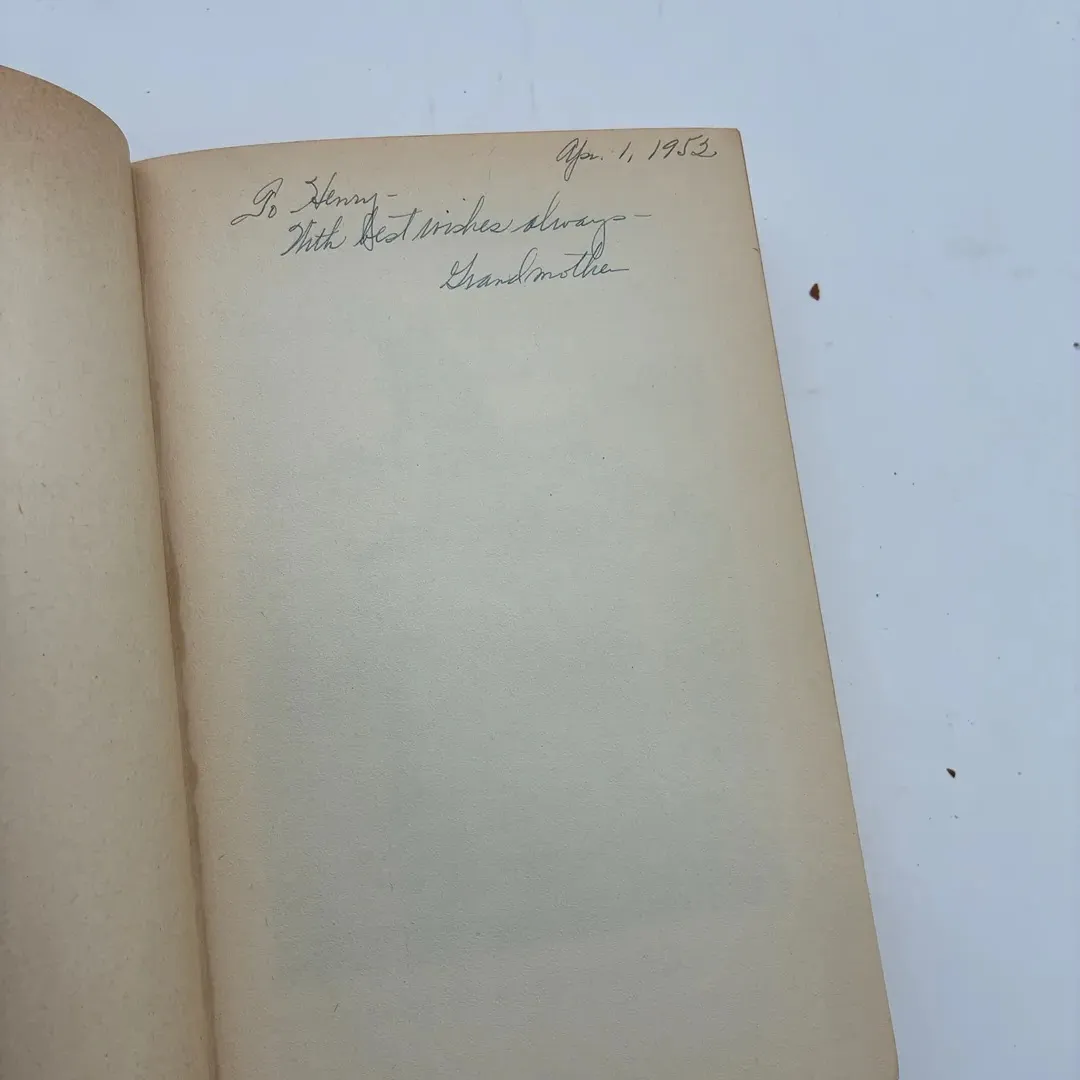 Apr. 1, 1952
To Henry-
With best wishes always-
Grandmother